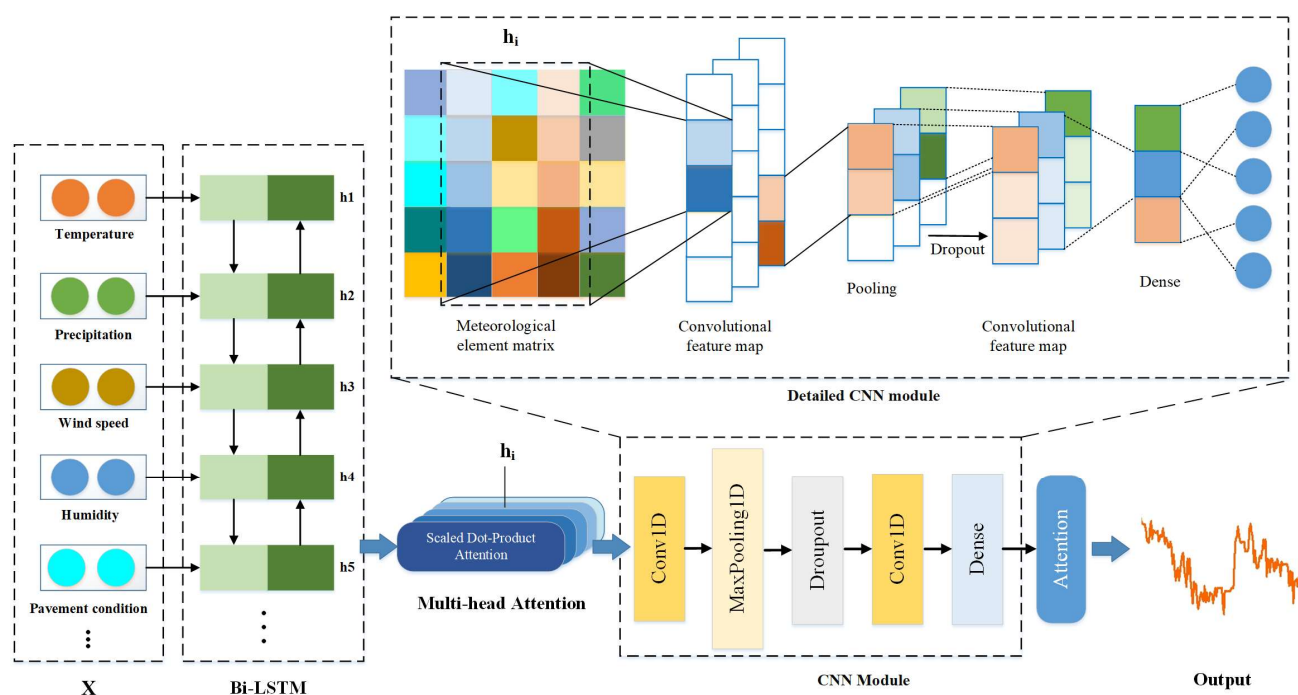 h_i
Meteorological
element matrix
Convolutional
feature map
Pooling
Dropout
Convolutional
feature map
Dense
Detailed CNN module
Temperature
Precipitation
Wind speed
Humidity
Pavement condition
X
h1
h2
h3
h4
h5
Bi-LSTM
h_i
Scaled Dot-Product
Attention
Multi-head Attention
Conv1D
MaxPooling1D
Droupout
Conv1D
Dense
CNN Module
Attention
Output